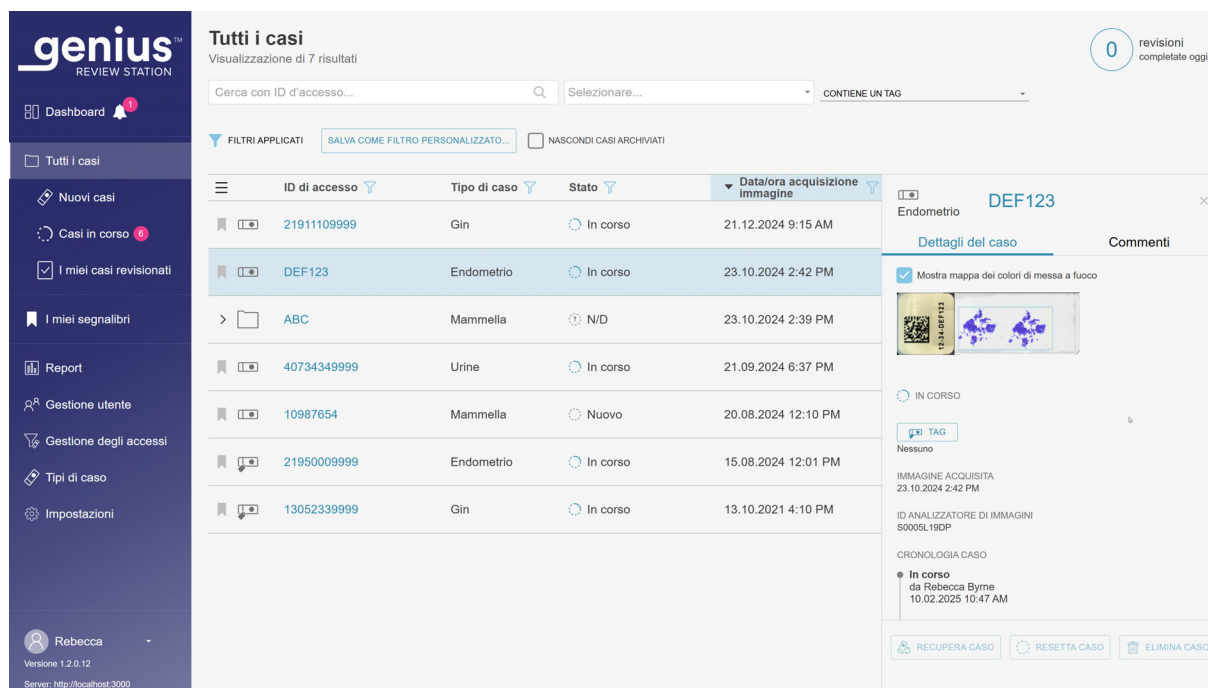 genius™
REVIEW STATION
Dashboard 1
Tutti i casi
Nuovi casi
Casi in corso 6
I miei casi revisionati
I miei segnalibri
Report
Gestione utente
Gestione degli accessi
Tipi di caso
Impostazioni
Rebecca
Versione 1.2.0.12
Server: http://localhost:3000
Tutti i casi
Visualizzazione di 7 risultati
0 revisioni
completate oggi
Cerca con ID d'accesso... Selezionare... CONTIENE UN TAG
FILTRI APPLICATI SALVA COME FILTRO PERSONALIZZATO... NASCONDI CASI ARCHIVIATI
ID di accesso Tipo di caso Stato Data/ora acquisizione
immagine
21911109999 Gin In corso 21.12.2024 9:15 AM
DEF123 Endometrio In corso 23.10.2024 2:42 PM
ABC Mammella N/D 23.10.2024 2:39 PM
40734349999 Urine In corso 21.09.2024 6:37 PM
10987654 Mammella Nuovo 20.08.2024 12:10 PM
21950009999 Endometrio In corso 15.08.2024 12:01 PM
13052339999 Gin In corso 13.10.2021 4:10 PM
Endometrio DEF123
Dettagli del caso Commenti
Mostra mappa dei colori di messa a fuoco
12-34-DEF123
IN CORSO
TAG
Nessuno
IMMAGINE ACQUISITA
23.10.2024 2:42 PM
ID ANALIZZATORE DI IMMAGINI
S0005L19DP
CRONOLOGIA CASO
In corso
da Rebecca Byrne
10.02.2025 10:47 AM
RECUPERA CASO RESETTA CASO ELIMINA CASO